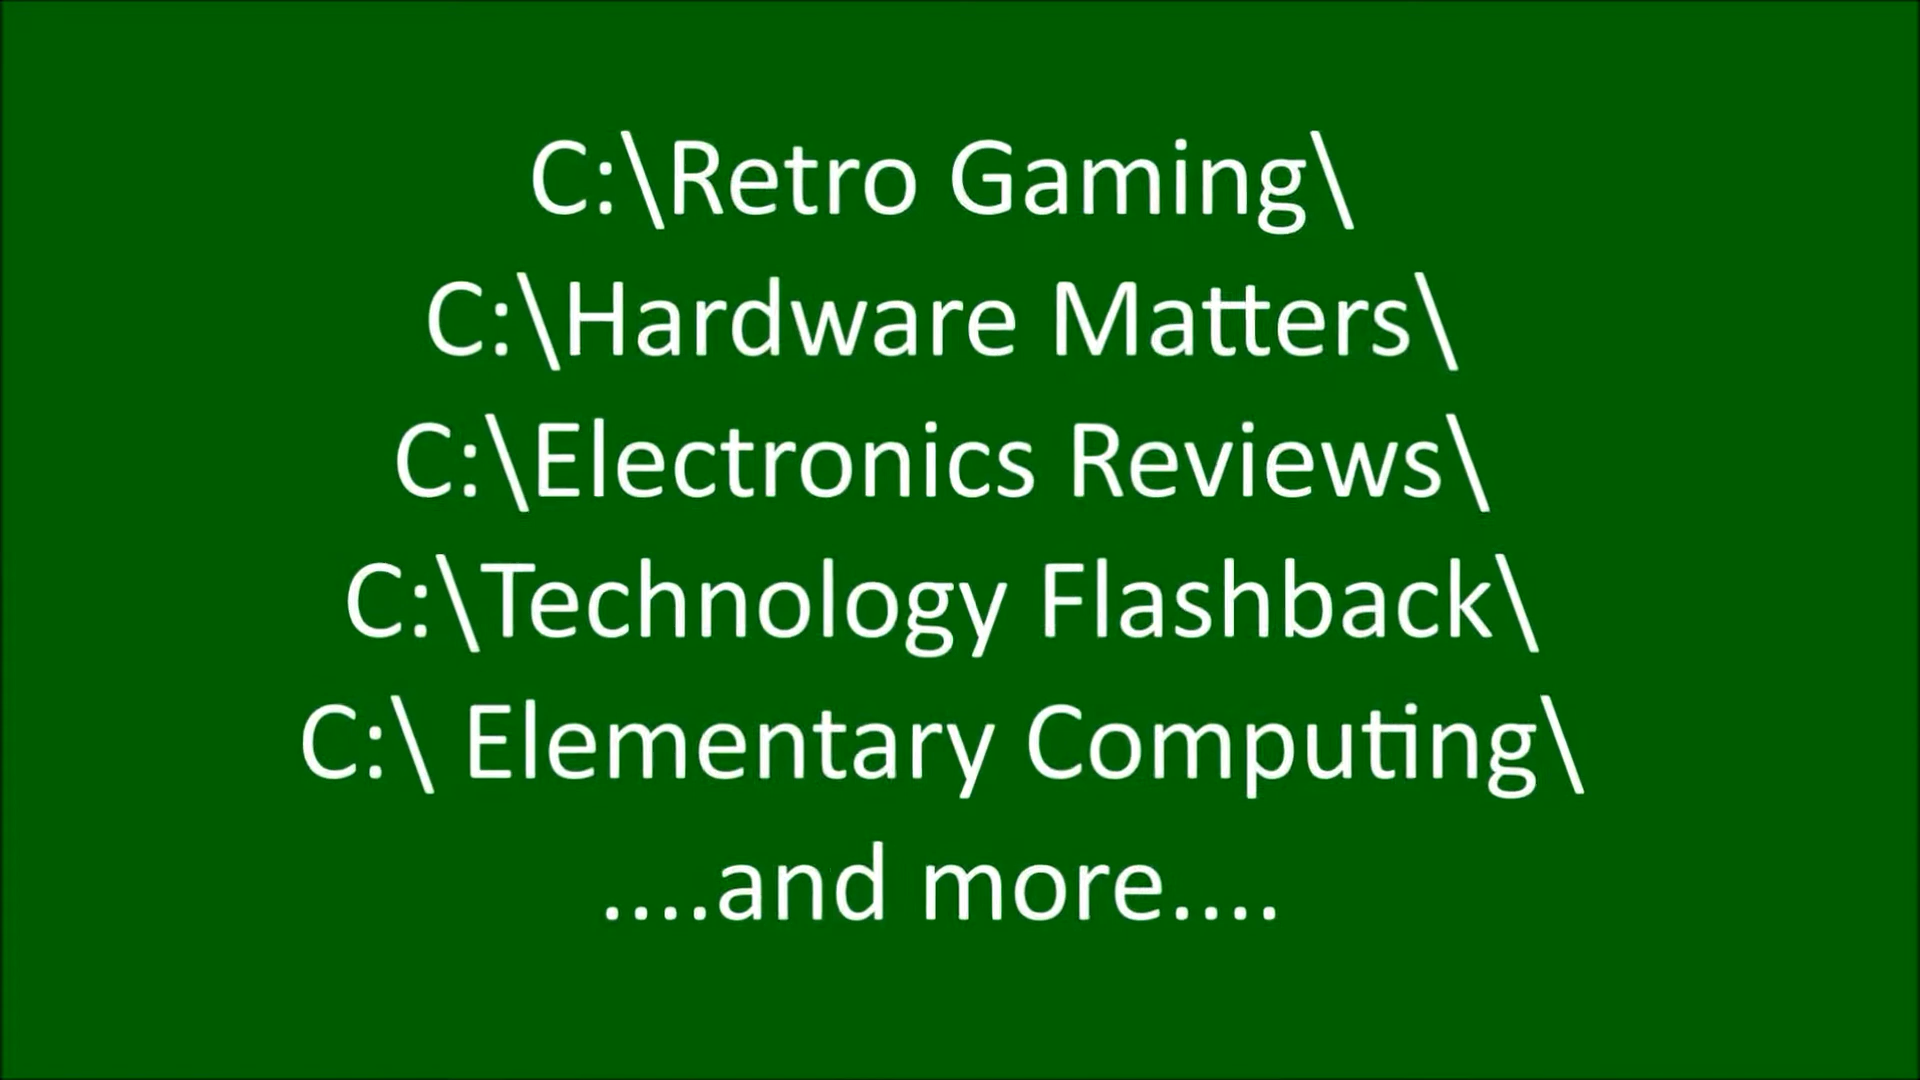 C:\Retro Gaming\
C:\Hardware Matters\
C:\Electronics Reviews\
C:\Technology Flashback\
C:\ Elementary Computing\
....and more....